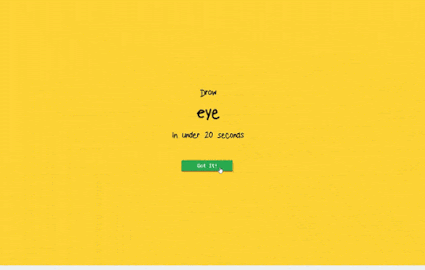 Draw
eye
in under 20 seconds
Got It!